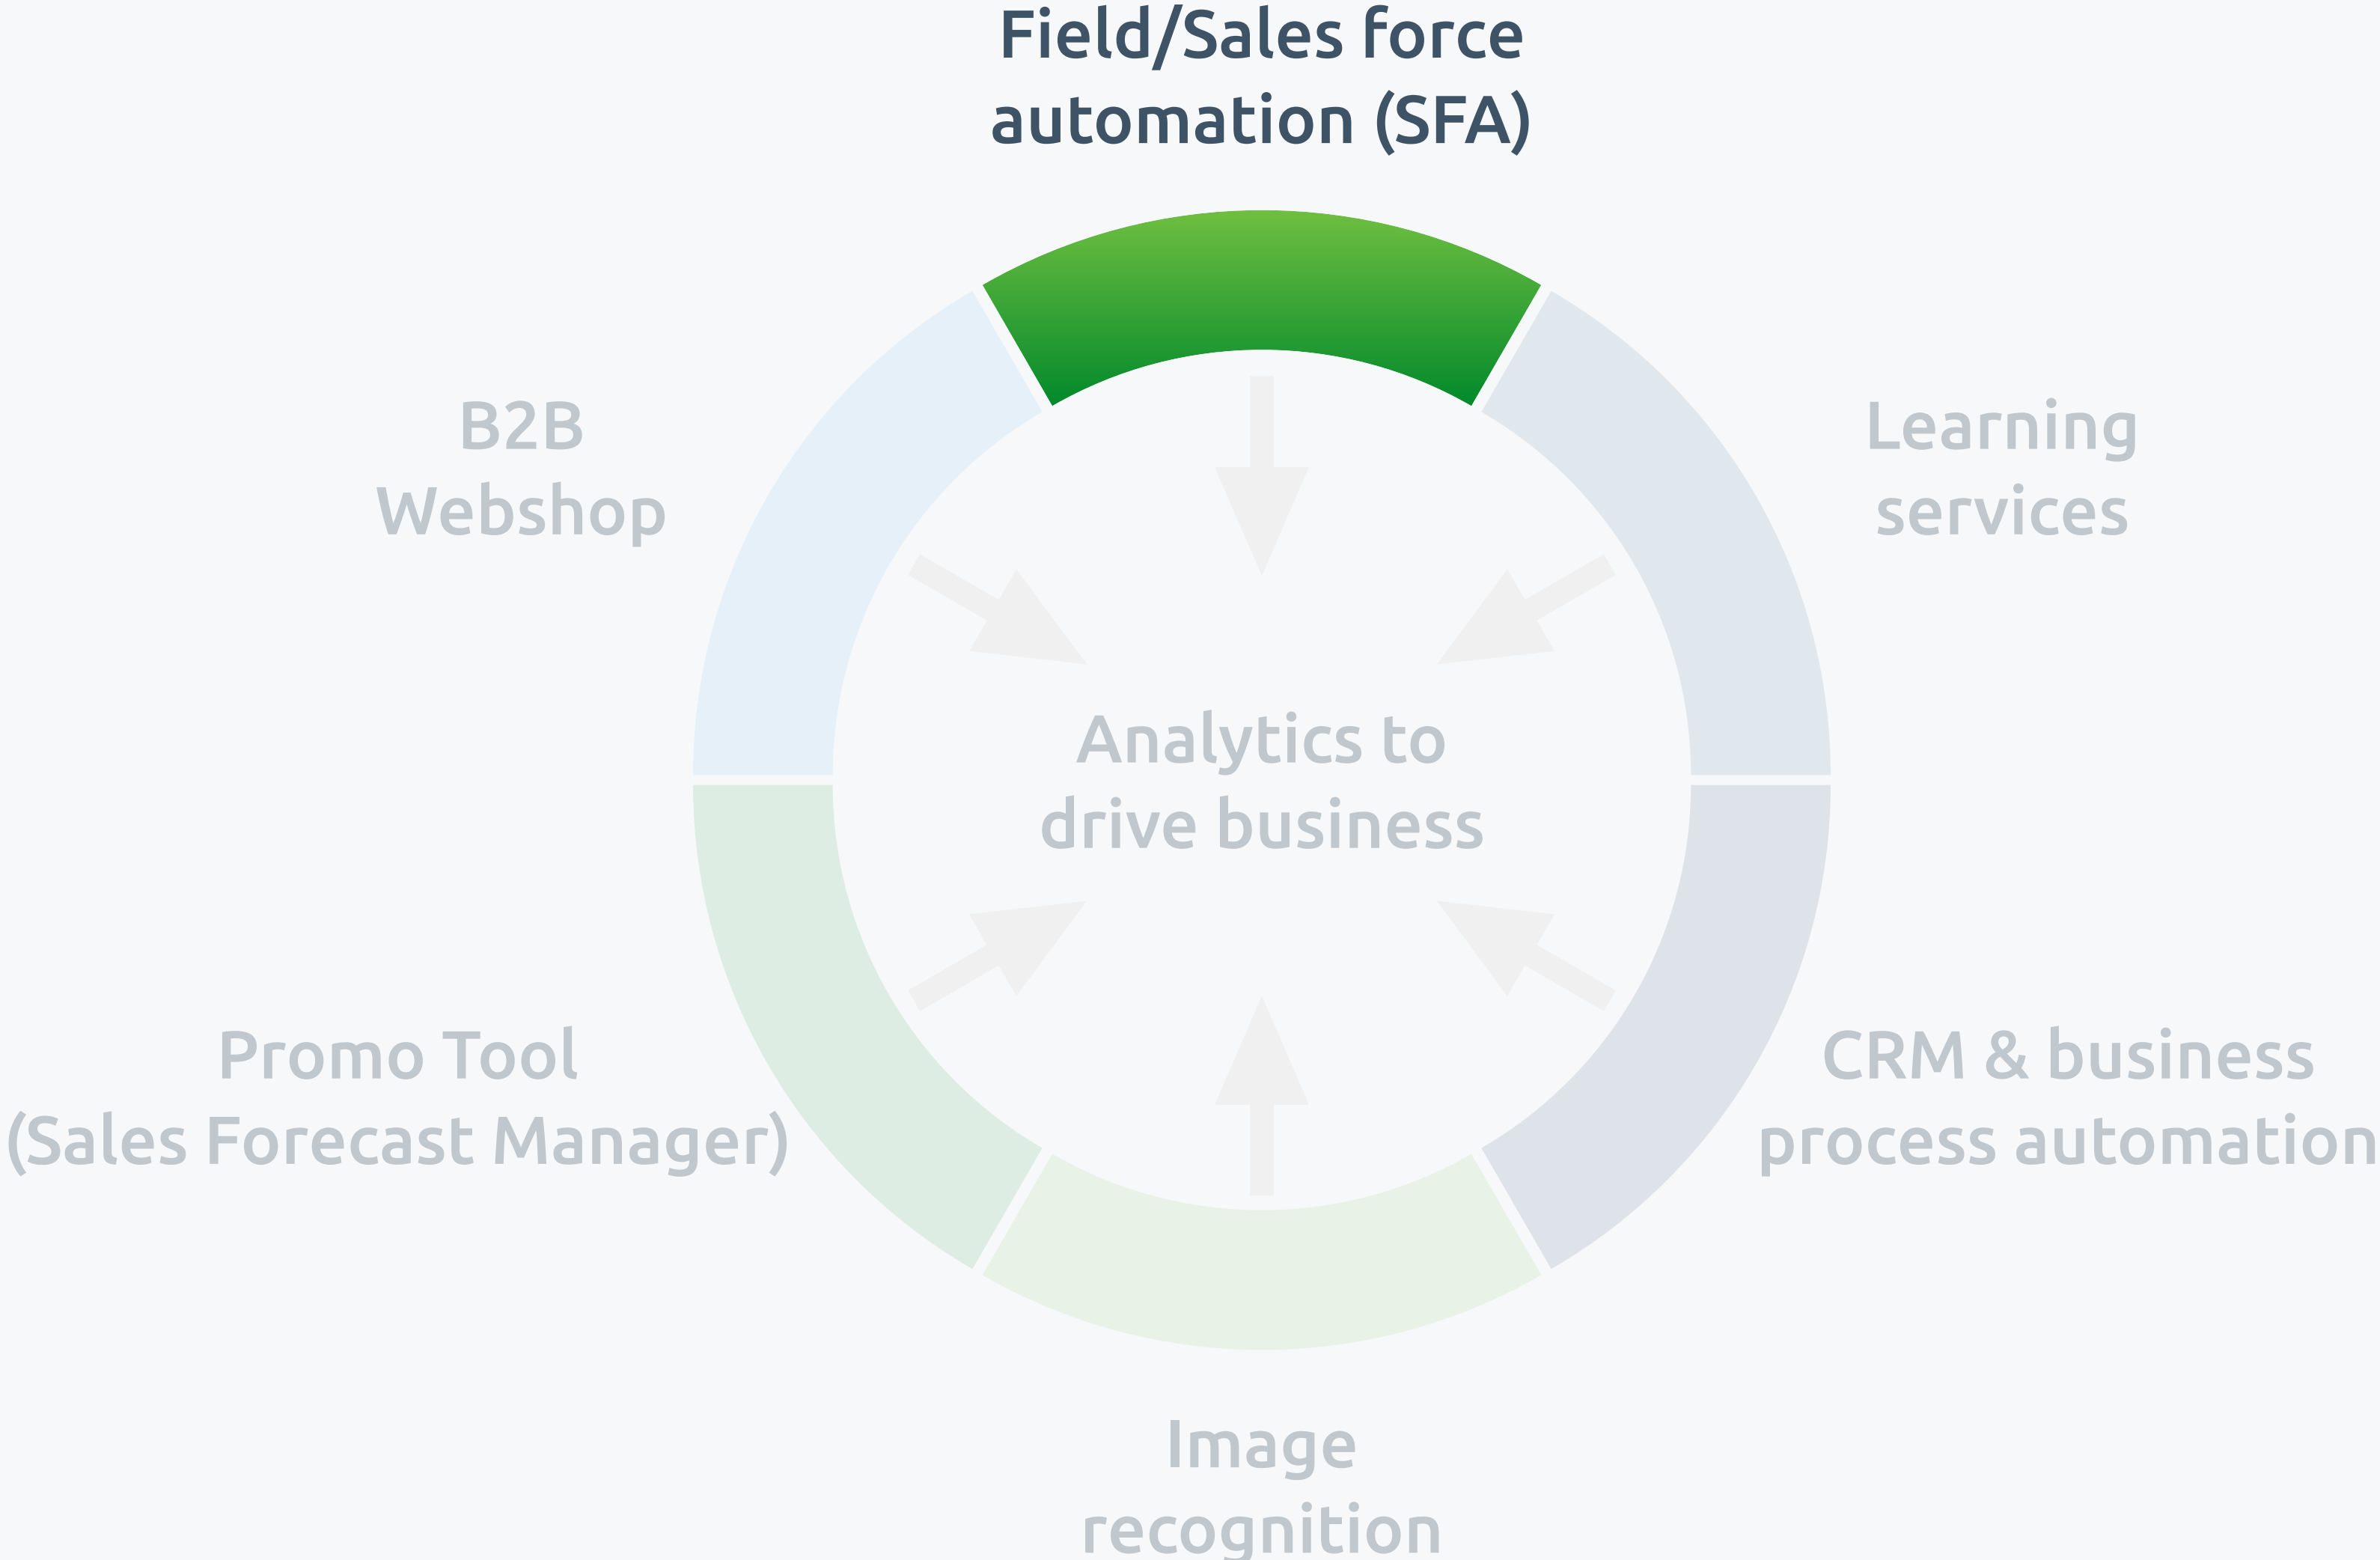 Field/Sales force
automation (SFA)
B2B
Webshop
Learning
services
Analytics to
drive business
Promo Tool
(Sales Forecast Manager)
CRM & business
process automation
Image
recognition